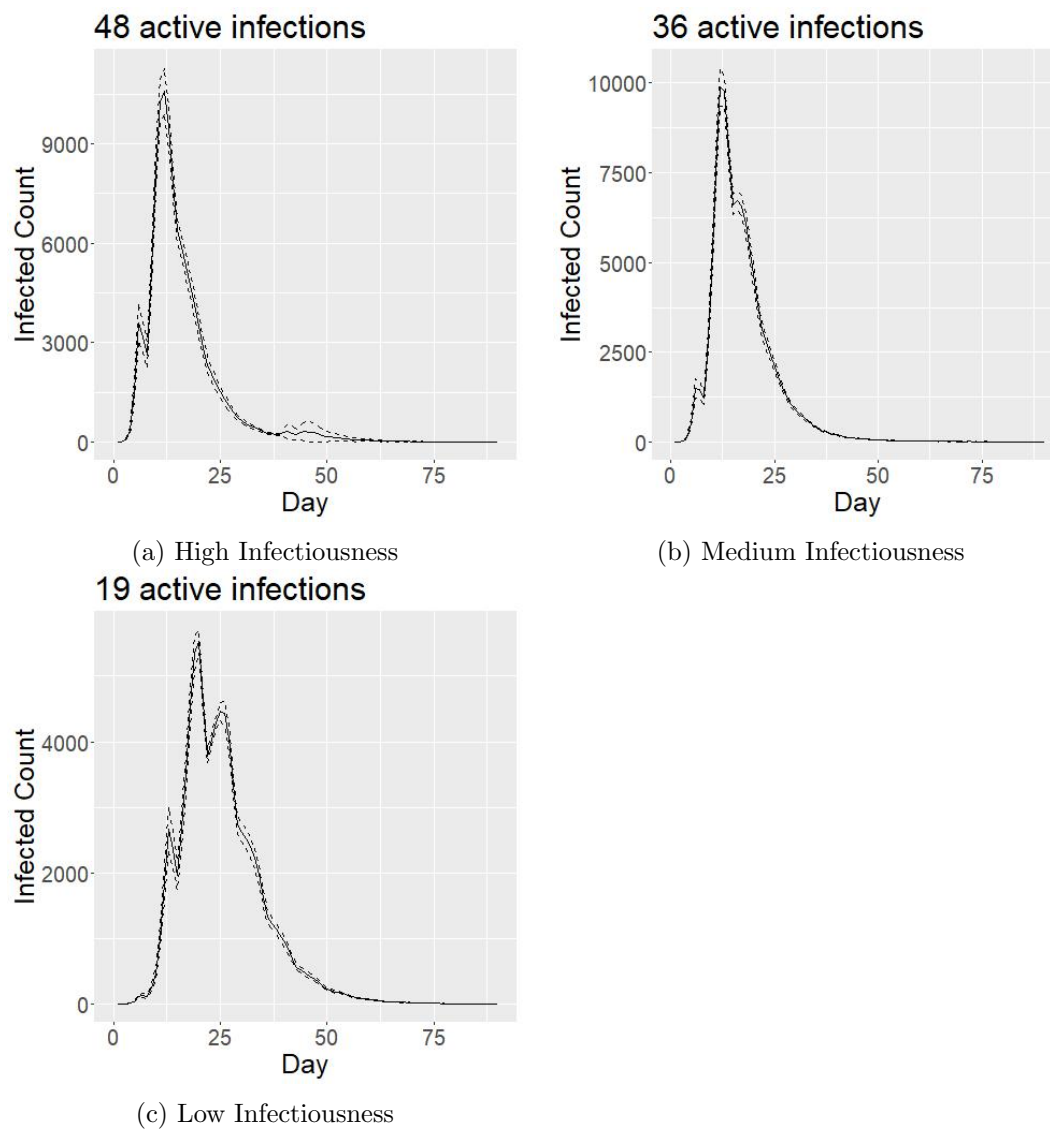 48 active infections
Infected Count
9000
6000
3000
0
0 25 50 75
Day
(a) High Infectiousness
36 active infections
Infected Count
10000
7500
5000
2500
0
0 25 50 75
Day
(b) Medium Infectiousness
19 active infections
Infected Count
4000
2000
0
0 25 50 75
Day
(c) Low Infectiousness